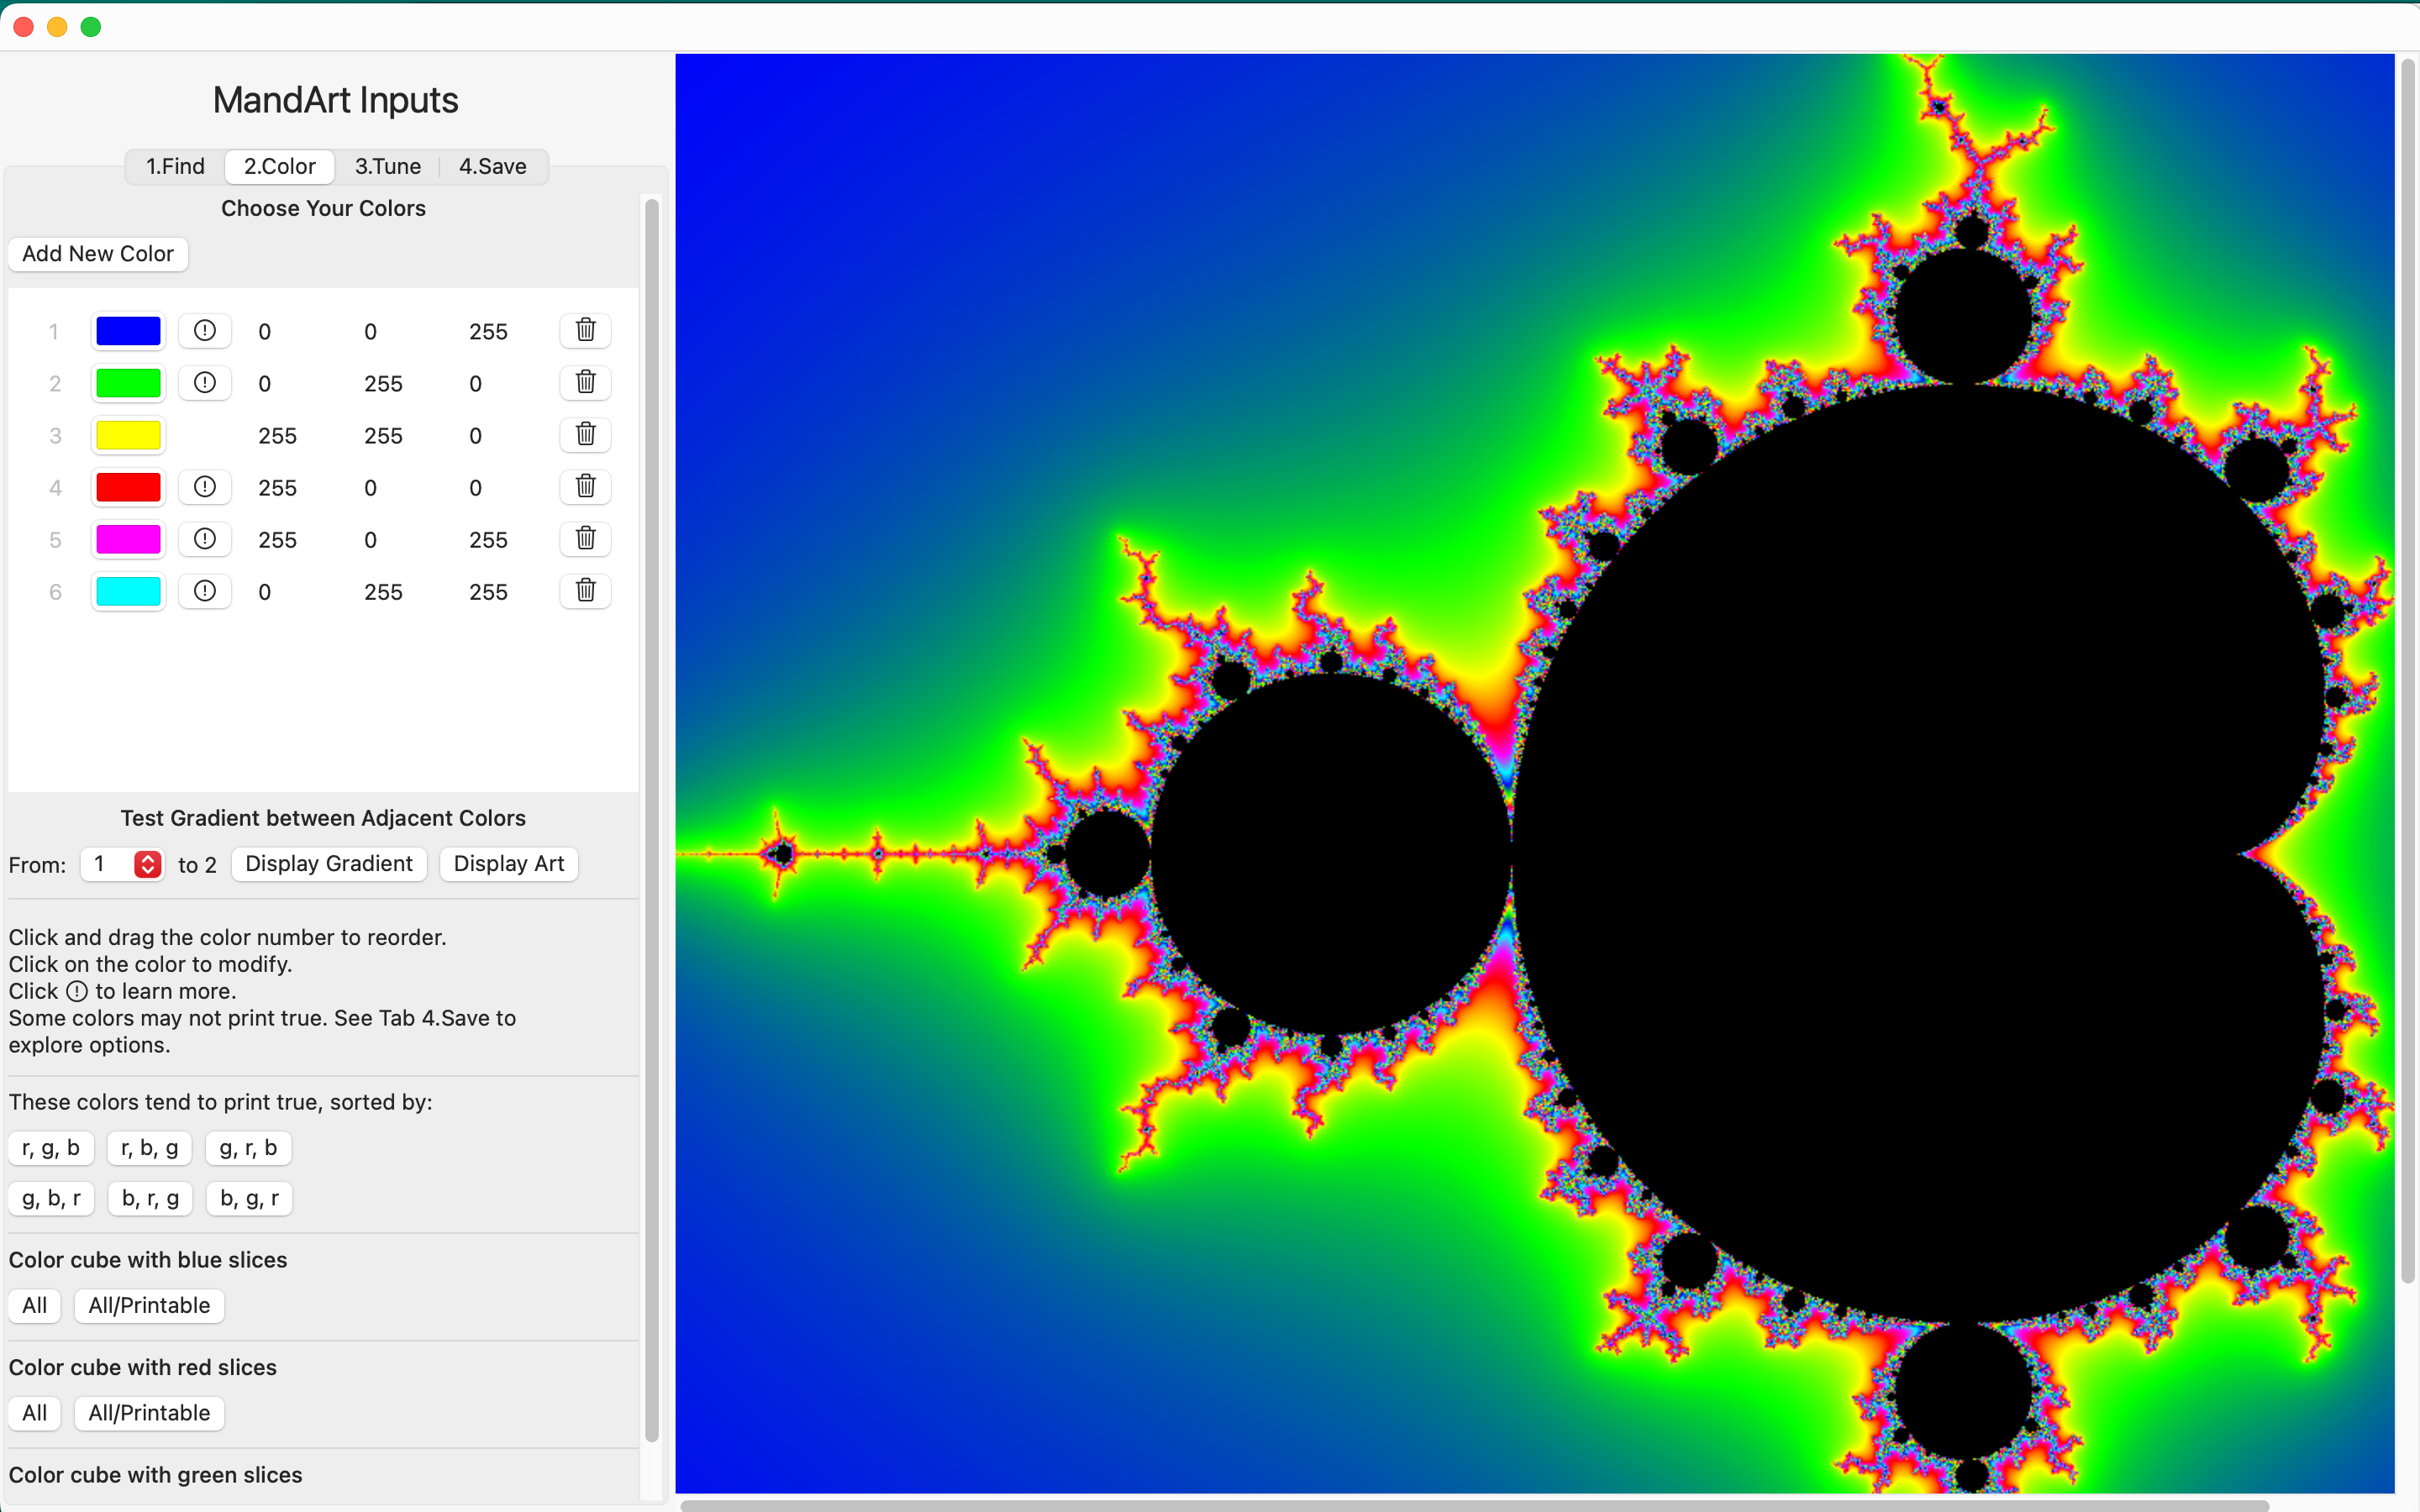 MandArt Inputs
1.Find 2.Color 3.Tune 4.Save
Choose Your Colors
Add New Color
1 0 0 255
2 0 255 0
3 255 255 0
4 255 0 0
5 255 0 255
6 0 255 255
Test Gradient between Adjacent Colors
From: 1 to 2 Display Gradient Display Art
Click and drag the color number to reorder.
Click on the color to modify.
Click ! to learn more.
Some colors may not print true. See Tab 4.Save to
explore options.
These colors tend to print true, sorted by:
r, g, b r, b, g g, r, b
g, b, r b, r, g b, g, r
Color cube with blue slices
All All/Printable
Color cube with red slices
All All/Printable
Color cube with green slices